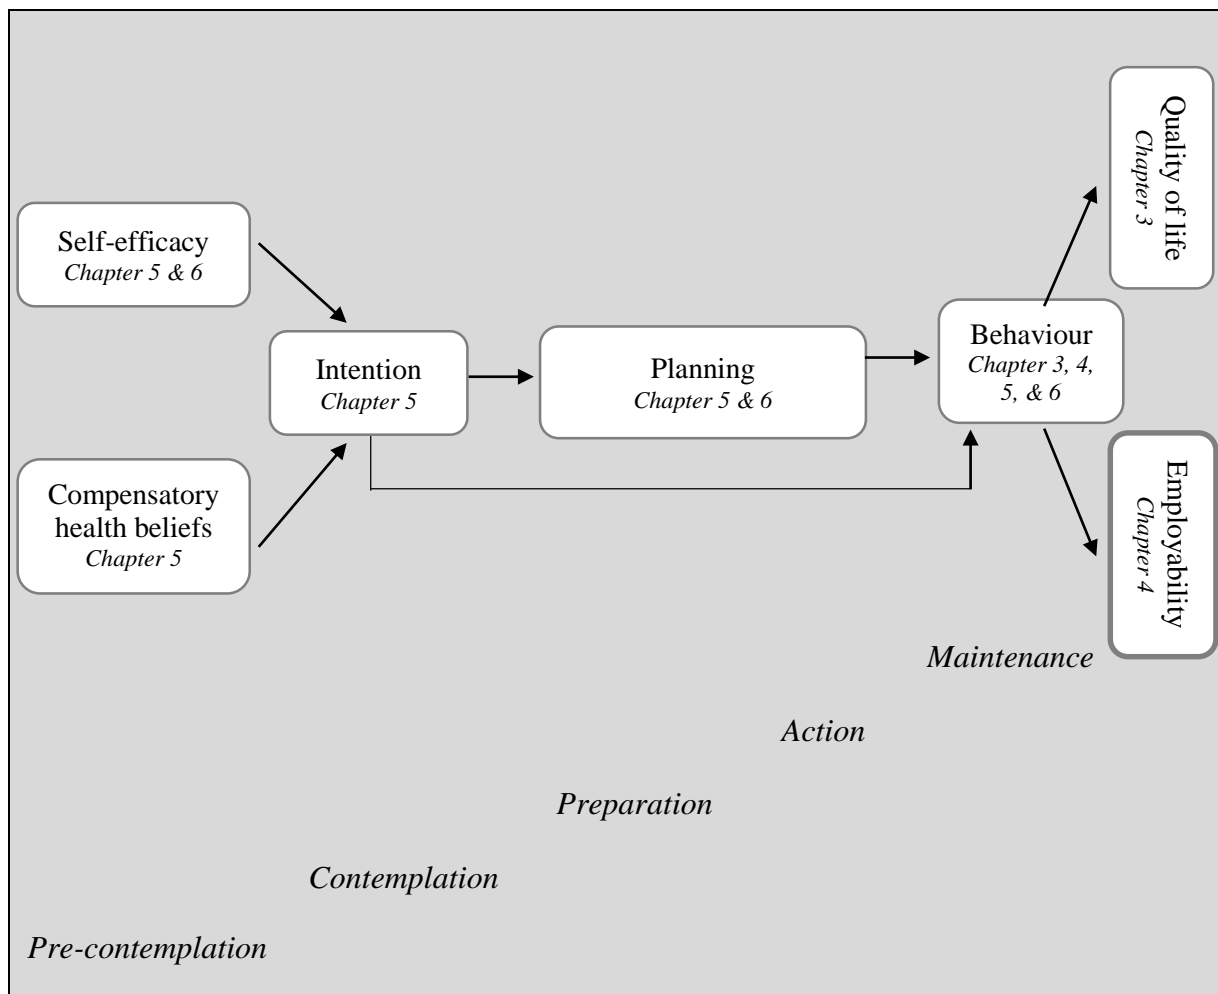 Quality of life
Chapter 3
Self-efficacy
Chapter 5 & 6
Intention
Chapter 5
Planning
Chapter 5 & 6
Behaviour
Chapter 3, 4,
5, & 6
Compensatory
health beliefs
Chapter 5
Employability
Chapter 4
Maintenance
Action
Preparation
Contemplation
Pre-contemplation